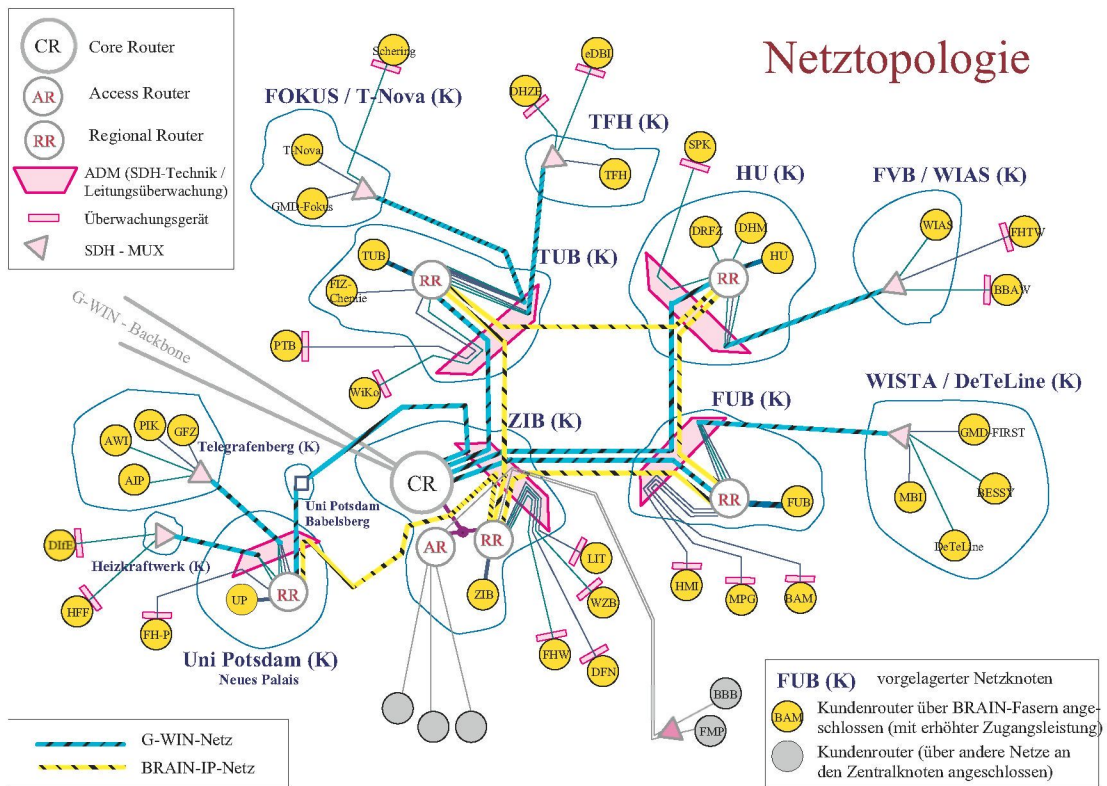 Netztopologie
CR
Core Router
AR
Access Router
RR
Regional Router
ADM (SDH-Technik /
Leitungsüberwachung)
Überwachungsgerät
SDH - MUX
Schering
eDBI
DHZB
FOKUS / T-Nova (K)
TFH (K)
T-Nova
GMD-Fokus
TFH
SPK
HU (K)
FVB / WIAS (K)
DRFZ
DHM
HU
RR
WIAS
FHTW
BBAW
TUB (K)
TUB
RR
FIZ-
Chemie
PTB
WiKo
G-WIN - Backbone
WISTA / DeTeLine (K)
GMD-FIRST
MBI
BESSY
DeTeLine
FUB (K)
RR
FUB
HMI
MPG
BAM
ZIB (K)
CR
AR
RR
ZIB
LIT
WZB
FHW
DFN
Telegrafenberg (K)
PIK
GFZ
AWI
AIP
Uni Potsdam
Babelsberg
DIfE
Heizkraftwerk (K)
HFF
FH-P
UP
RR
Uni Potsdam (K)
Neues Palais
BBB
FMP
G-WIN-Netz
BRAIN-IP-Netz
FUB (K)
vorgelagerter Netzknoten
BAM
Kundenrouter über BRAIN-Fasern ange-
schlossen (mit erhöhter Zugangsleistung)
Kundenrouter (über andere Netze an
den Zentralknoten angeschlossen)